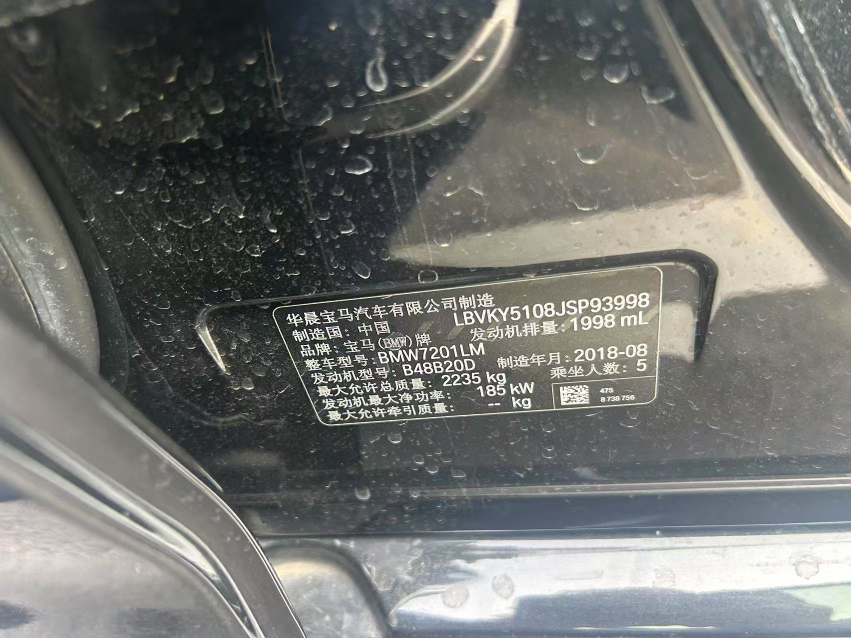 华晨宝马汽车有限公司制造
制造国: 中国 LBVKY5108JSP93998
品牌: 宝马(BMW)牌 发动机排量: 1998 mL
整车型号: BMW7201LM
发动机型号: B48B20D 制造年月: 2018-08
最大允许总质量: 2235 kg 乘坐人数: 5
发动机最大净功率: 185 kW
最大允许牵引质量: -- kg
475
8 738 756